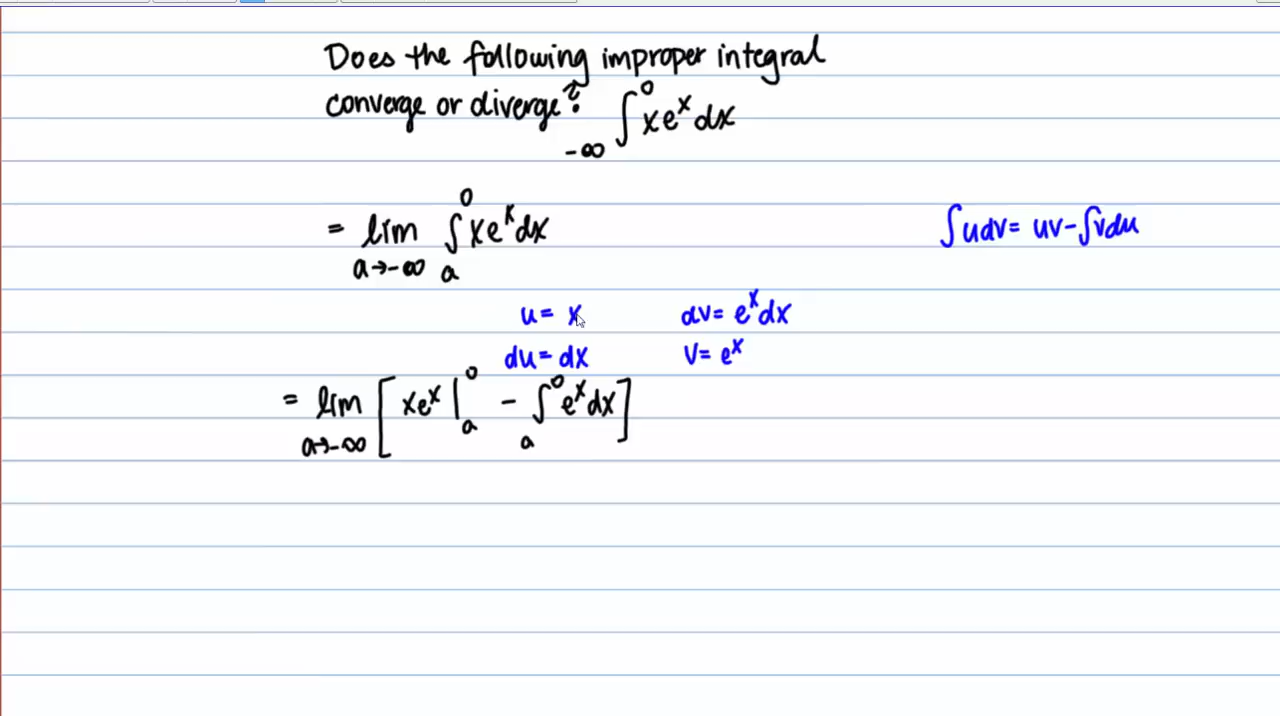 Does the following improper integral
converge or diverge? ∫_{-∞}^{0} xe^x dx
= lim_{a→-∞} ∫_{a}^{0} xe^x dx
∫udv = uv - ∫vdu
u = x dv = e^x dx
du = dx v = e^x
= lim_{a→-∞} [ xe^x |_{a}^{0} - ∫_{a}^{0} e^x dx ]